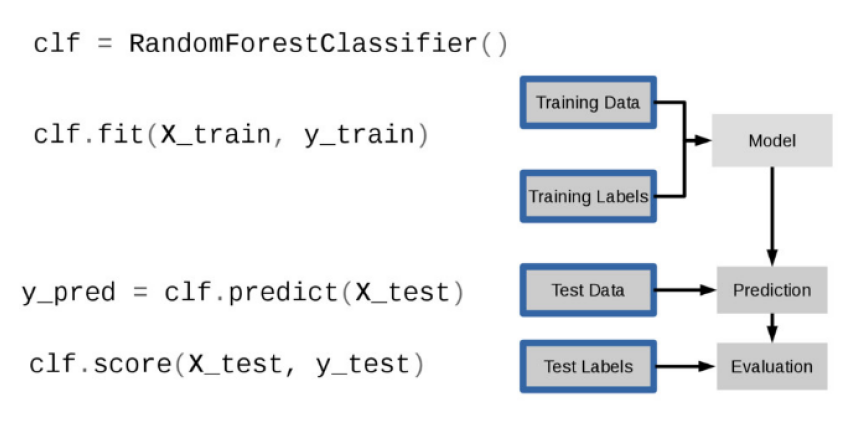 clf = RandomForestClassifier()
Training Data
clf.fit(X_train, y_train)
Model
Training Labels
y_pred = clf.predict(X_test)
Test Data
Prediction
clf.score(X_test, y_test)
Test Labels
Evaluation